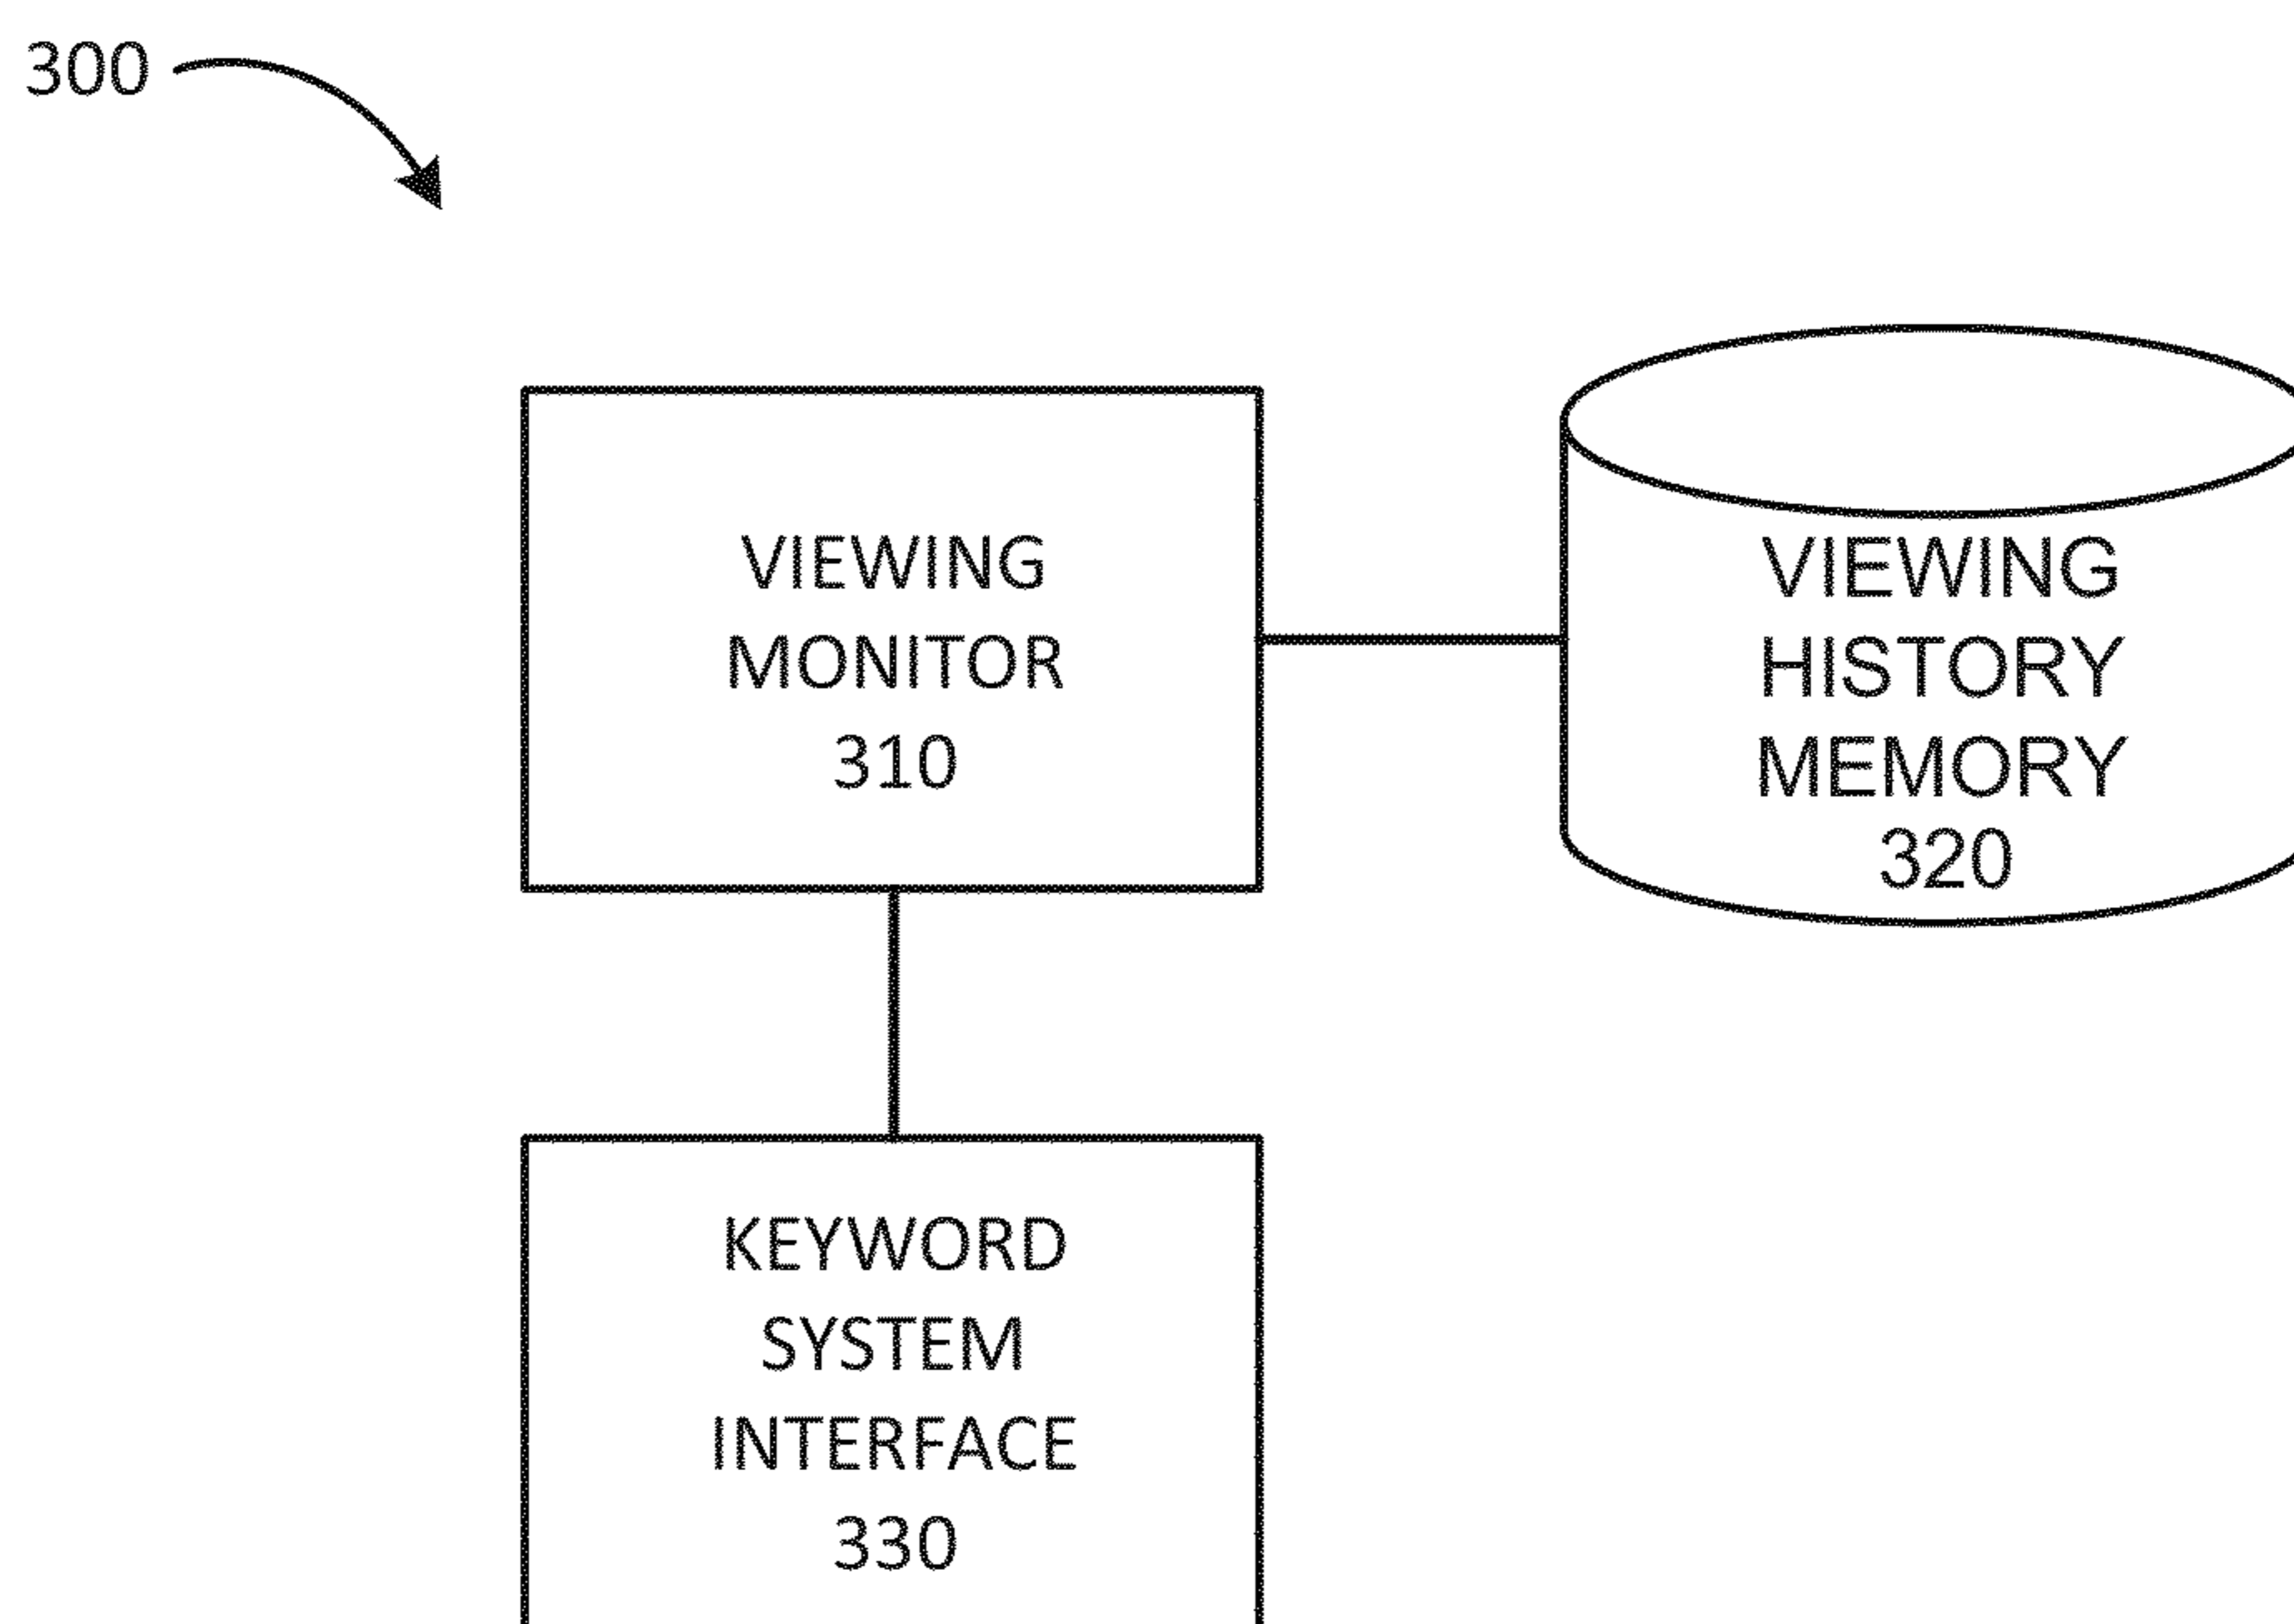 300
VIEWING
MONITOR
310
VIEWING
HISTORY
MEMORY
320
KEYWORD
SYSTEM
INTERFACE
330